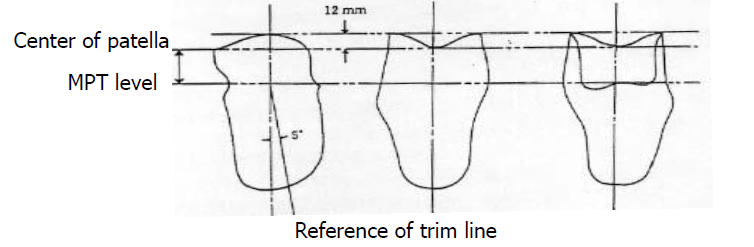 12 mm
Center of patella
MPT level
5°
Reference of trim line